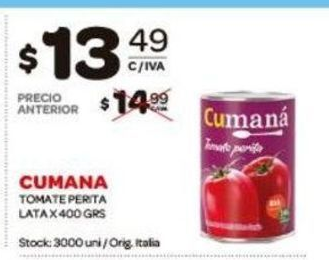 $13 49
C/IVA
PRECIO
ANTERIOR
$14.99
Cumaná
Tomate perita
CUMANA
TOMATE PERITA
LATA X 400 GRS
Stock: 3000 uni / Orig. Italia